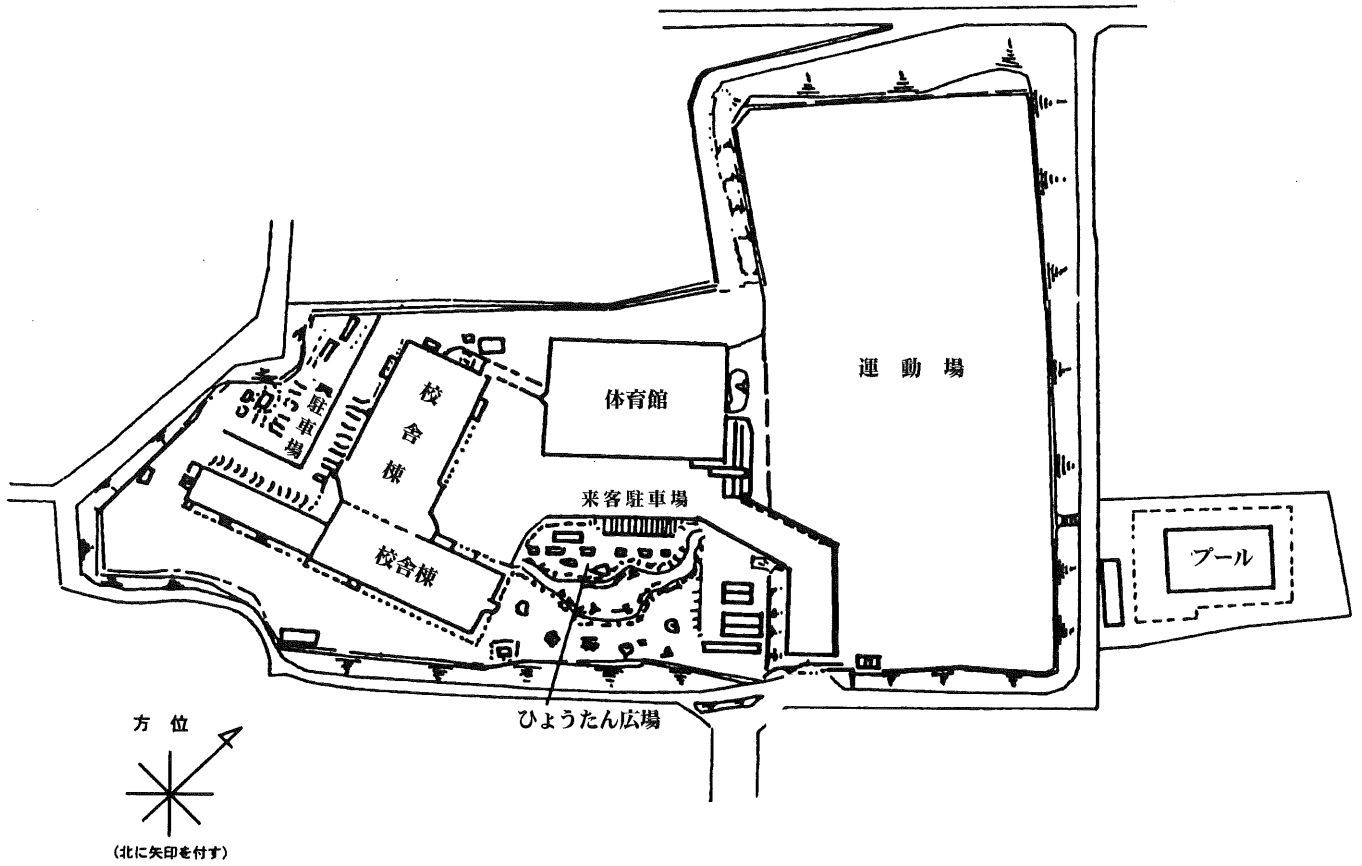 運動場
体育館
校舎棟
駐車場
来客駐車場
校舎棟
プール
ひょうたん広場
方位
(北に矢印を付す)